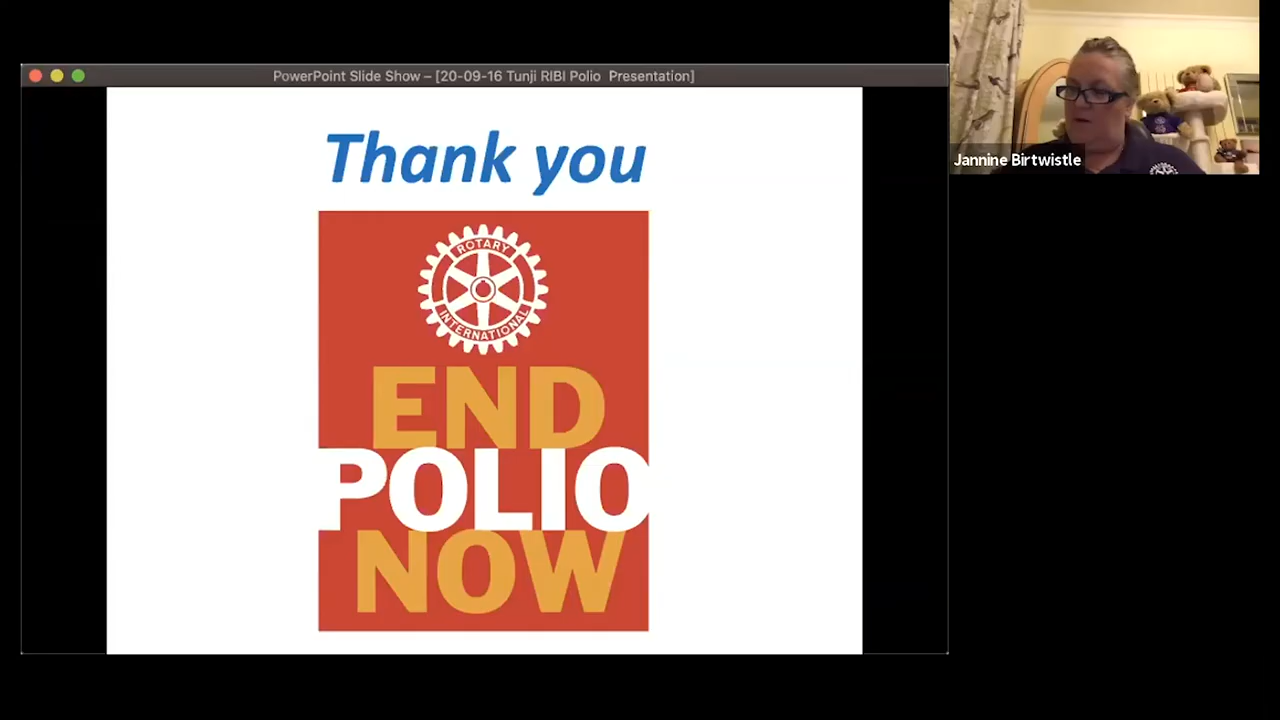 PowerPoint Slide Show – [20-09-16 Tunji RIBI Polio  Presentation]
Thank you
ROTARY
INTERNATIONAL
END
POLIO
NOW
Jannine Birtwistle